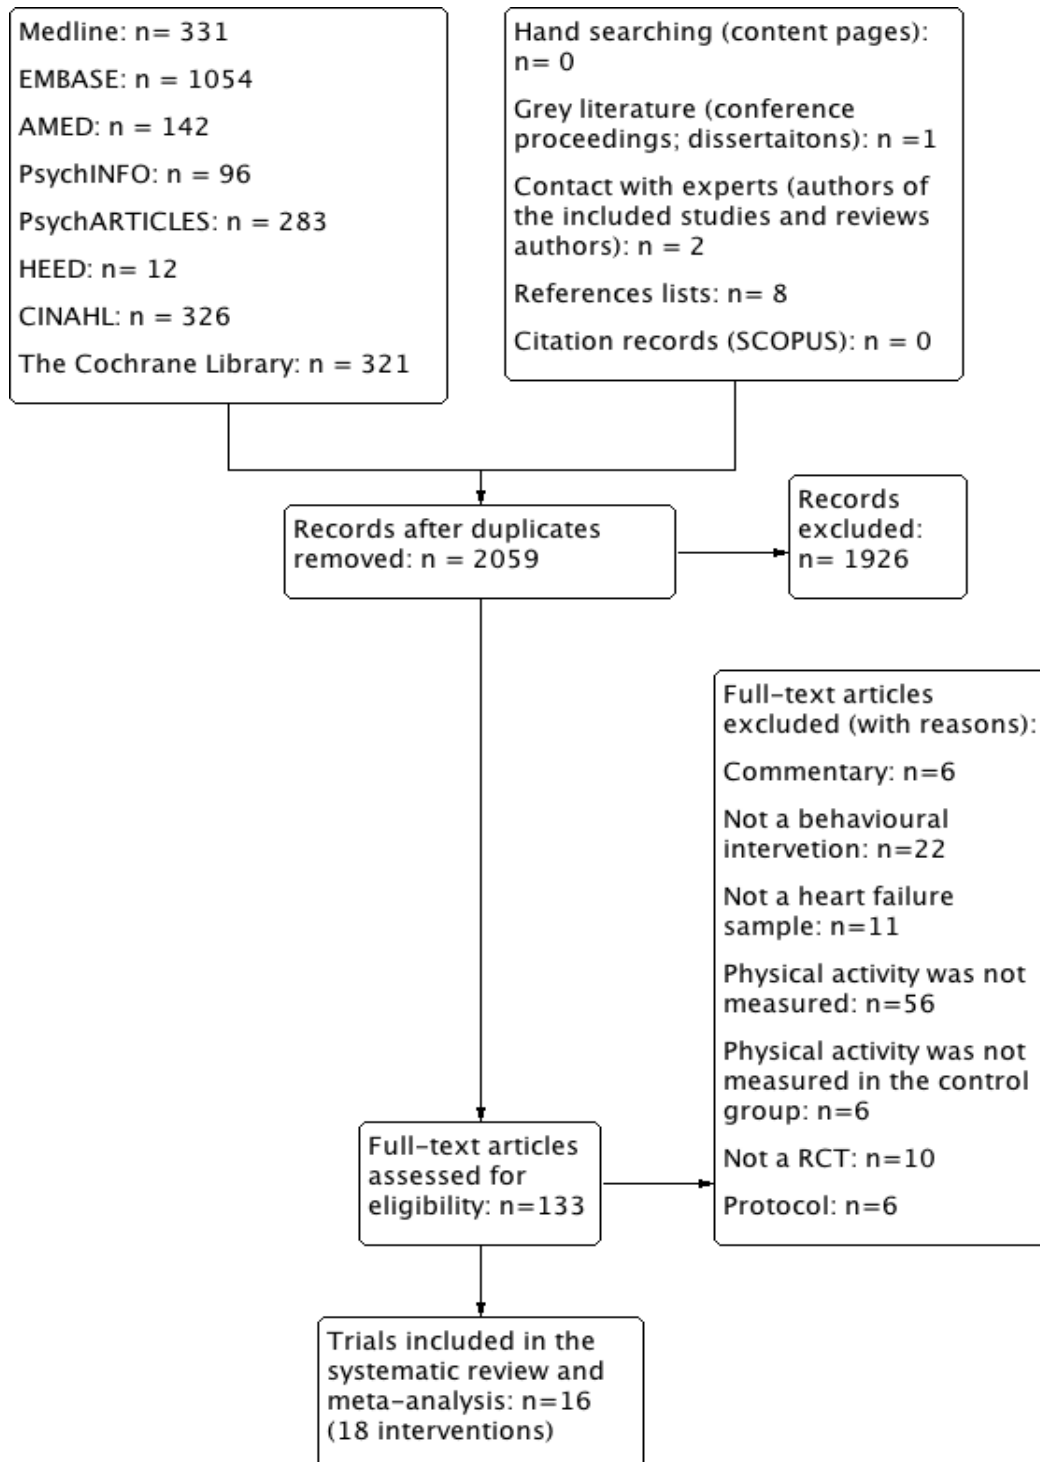 Medline: n= 331
EMBASE: n = 1054
AMED: n = 142
PsychINFO: n = 96
PsychARTICLES: n = 283
HEED: n= 12
CINAHL: n = 326
The Cochrane Library: n = 321
Hand searching (content pages):
n= 0
Grey literature (conference
proceedings; dissertaitons): n =1
Contact with experts (authors of
the included studies and reviews
authors): n = 2
References lists: n= 8
Citation records (SCOPUS): n = 0
Records after duplicates
removed: n = 2059
Records
excluded:
n= 1926
Full-text articles
excluded (with reasons):
Commentary: n=6
Not a behavioural
intervetion: n=22
Not a heart failure
sample: n=11
Physical activity was not
measured: n=56
Physical activity was not
measured in the control
group: n=6
Not a RCT: n=10
Protocol: n=6
Full-text articles
assessed for
eligibility: n=133
Trials included in the
systematic review and
meta-analysis: n=16
(18 interventions)